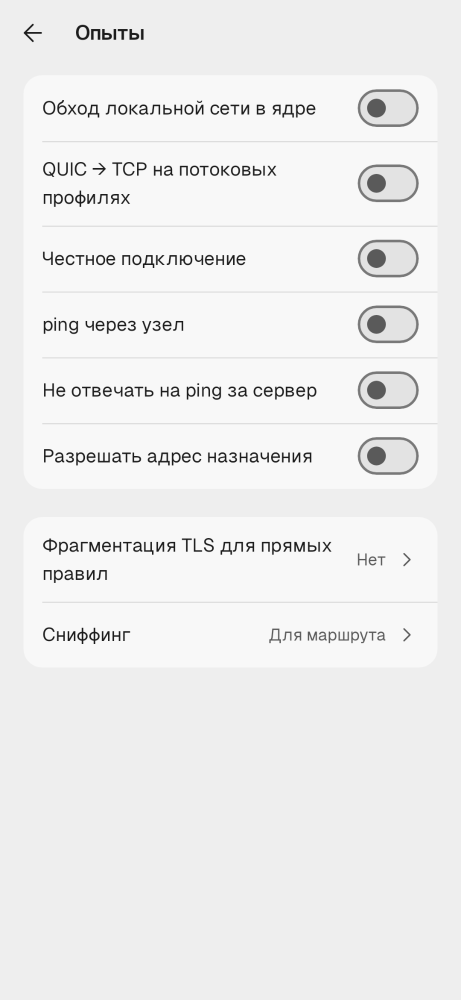 Опыты
Обход локальной сети в ядре
QUIC → TCP на потоковых
профилях
Честное подключение
ping через узел
Не отвечать на ping за сервер
Разрешать адрес назначения
Фрагментация TLS для прямых
правил
Нет
Сниффинг
Для маршрута